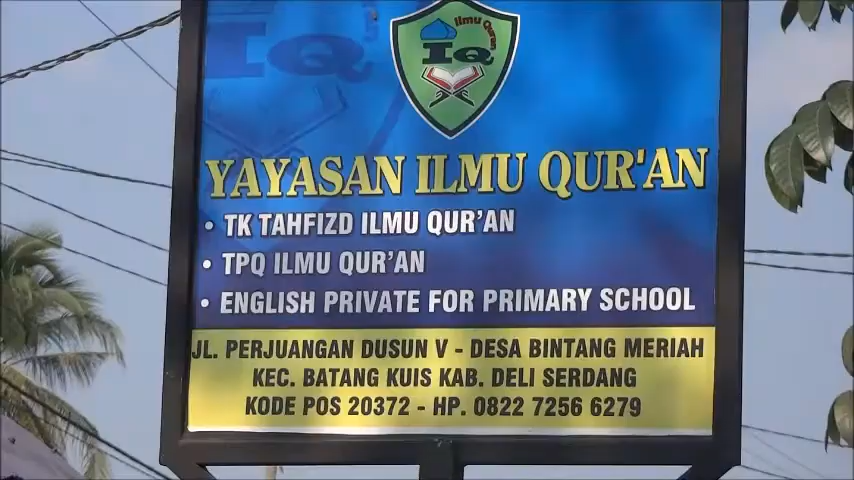 Ilmu Quran
IQ
IQ
YAYASAN ILMU QUR'AN
• TK TAHFIZD ILMU QUR'AN
• TPQ ILMU QUR'AN
• ENGLISH PRIVATE FOR PRIMARY SCHOOL
JL. PERJUANGAN DUSUN V - DESA BINTANG MERIAH
KEC. BATANG KUIS KAB. DELI SERDANG
KODE POS 20372 - HP. 0822 7256 6279